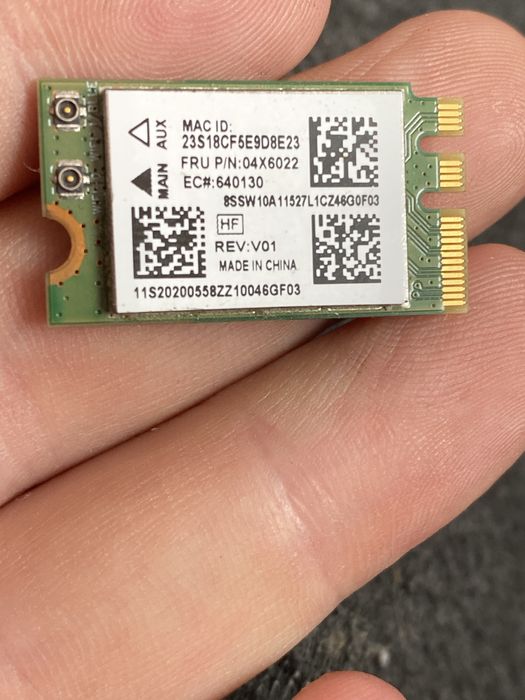 AUX
MAIN
MAC ID:
23S18CF5E9D8E23
FRU P/N:04X6022
EC#:640130
8SSW10A11527L1CZ46G0F03
HF
REV:V01
MADE IN CHINA
11S20200558ZZ10046GF03